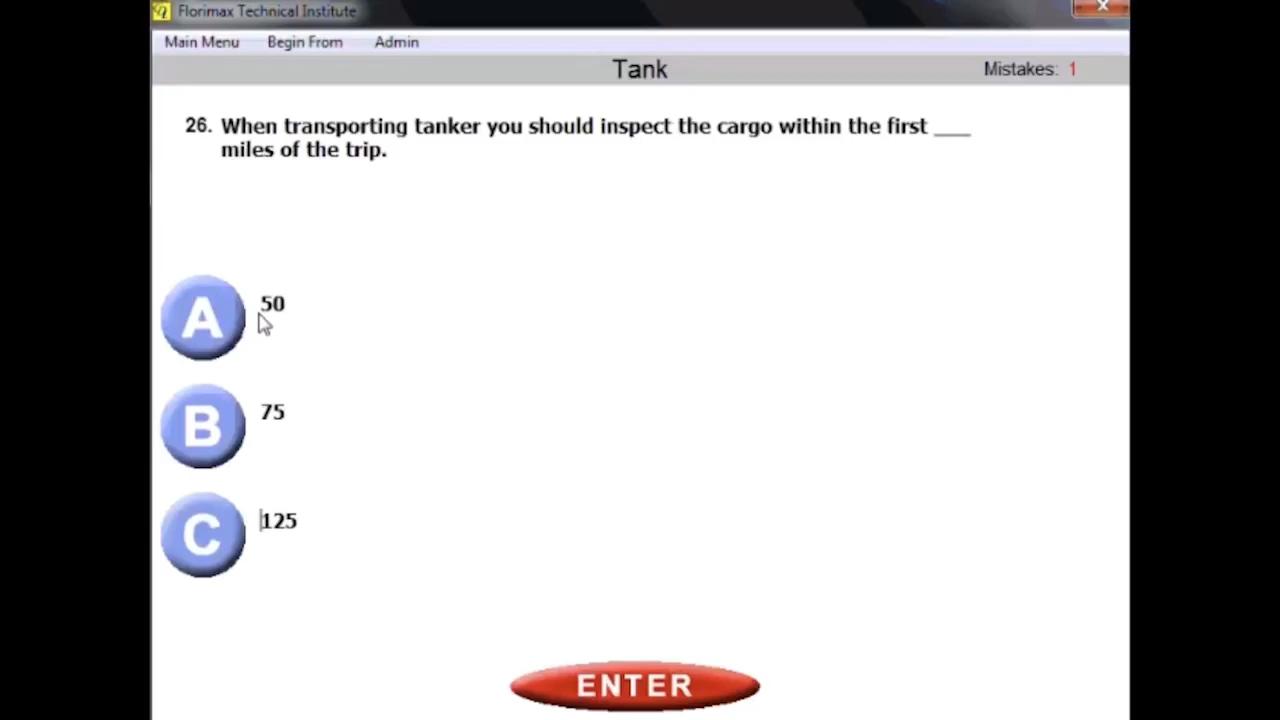 Florimax Technical Institute
Main Menu Begin From Admin
Tank Mistakes: 1
26. When transporting tanker you should inspect the cargo within the first ___
miles of the trip.
A 50
B 75
C 125
ENTER